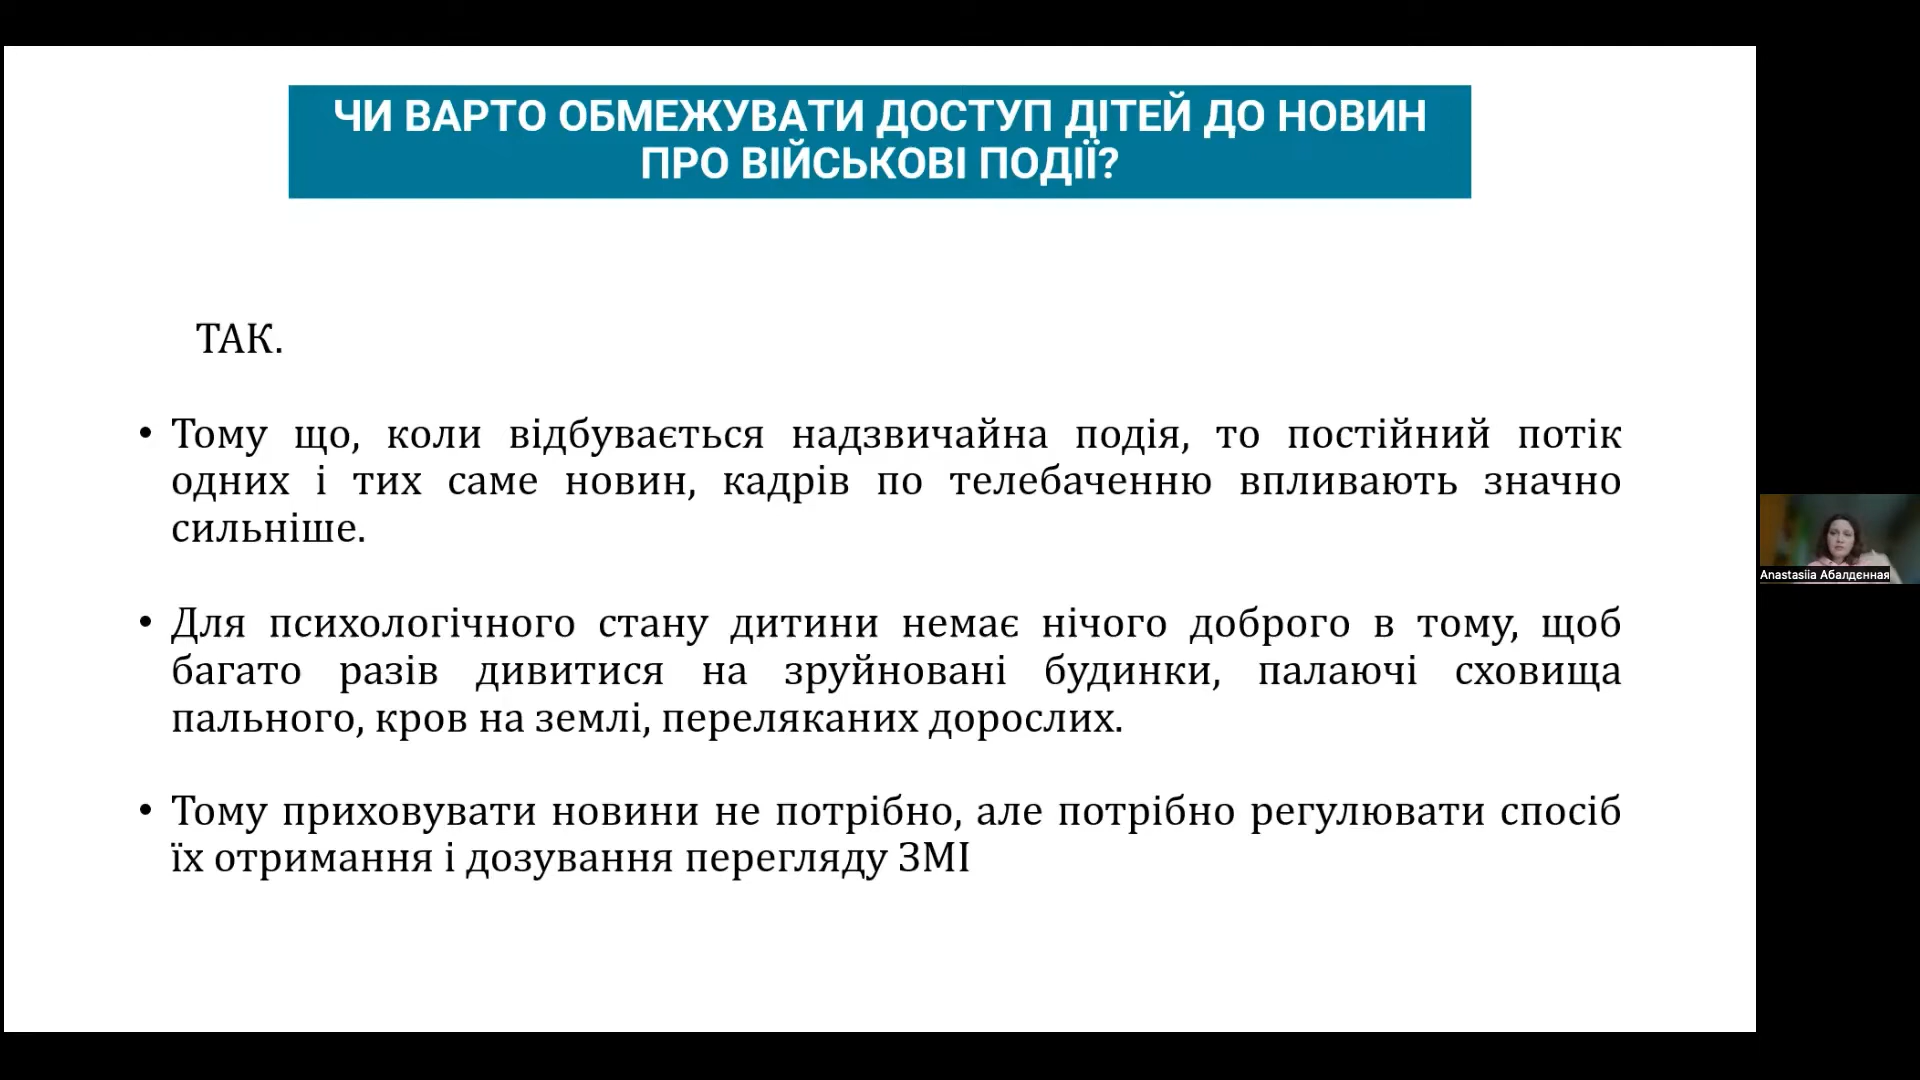 ЧИ ВАРТО ОБМЕЖУВАТИ ДОСТУП ДІТЕЙ ДО НОВИН
ПРО ВІЙСЬКОВІ ПОДІЇ?
ТАК.
• Тому що, коли відбувається надзвичайна подія, то постійний потік
одних і тих саме новин, кадрів по телебаченню впливають значно
сильніше.
• Для психологічного стану дитини немає нічого доброго в тому, щоб
багато разів дивитися на зруйновані будинки, палаючі сховища
пального, кров на землі, переляканих дорослих.
• Тому приховувати новини не потрібно, але потрібно регулювати спосіб
їх отримання і дозування перегляду ЗМІ
Anastasiia Абалдєнная